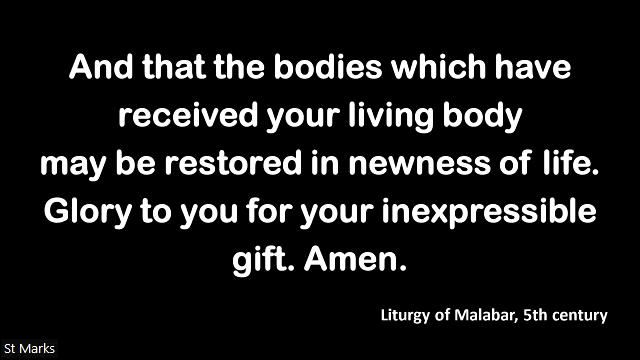 And that the bodies which have
received your living body
may be restored in newness of life.
Glory to you for your inexpressible
gift. Amen.
Liturgy of Malabar, 5th century
St Marks